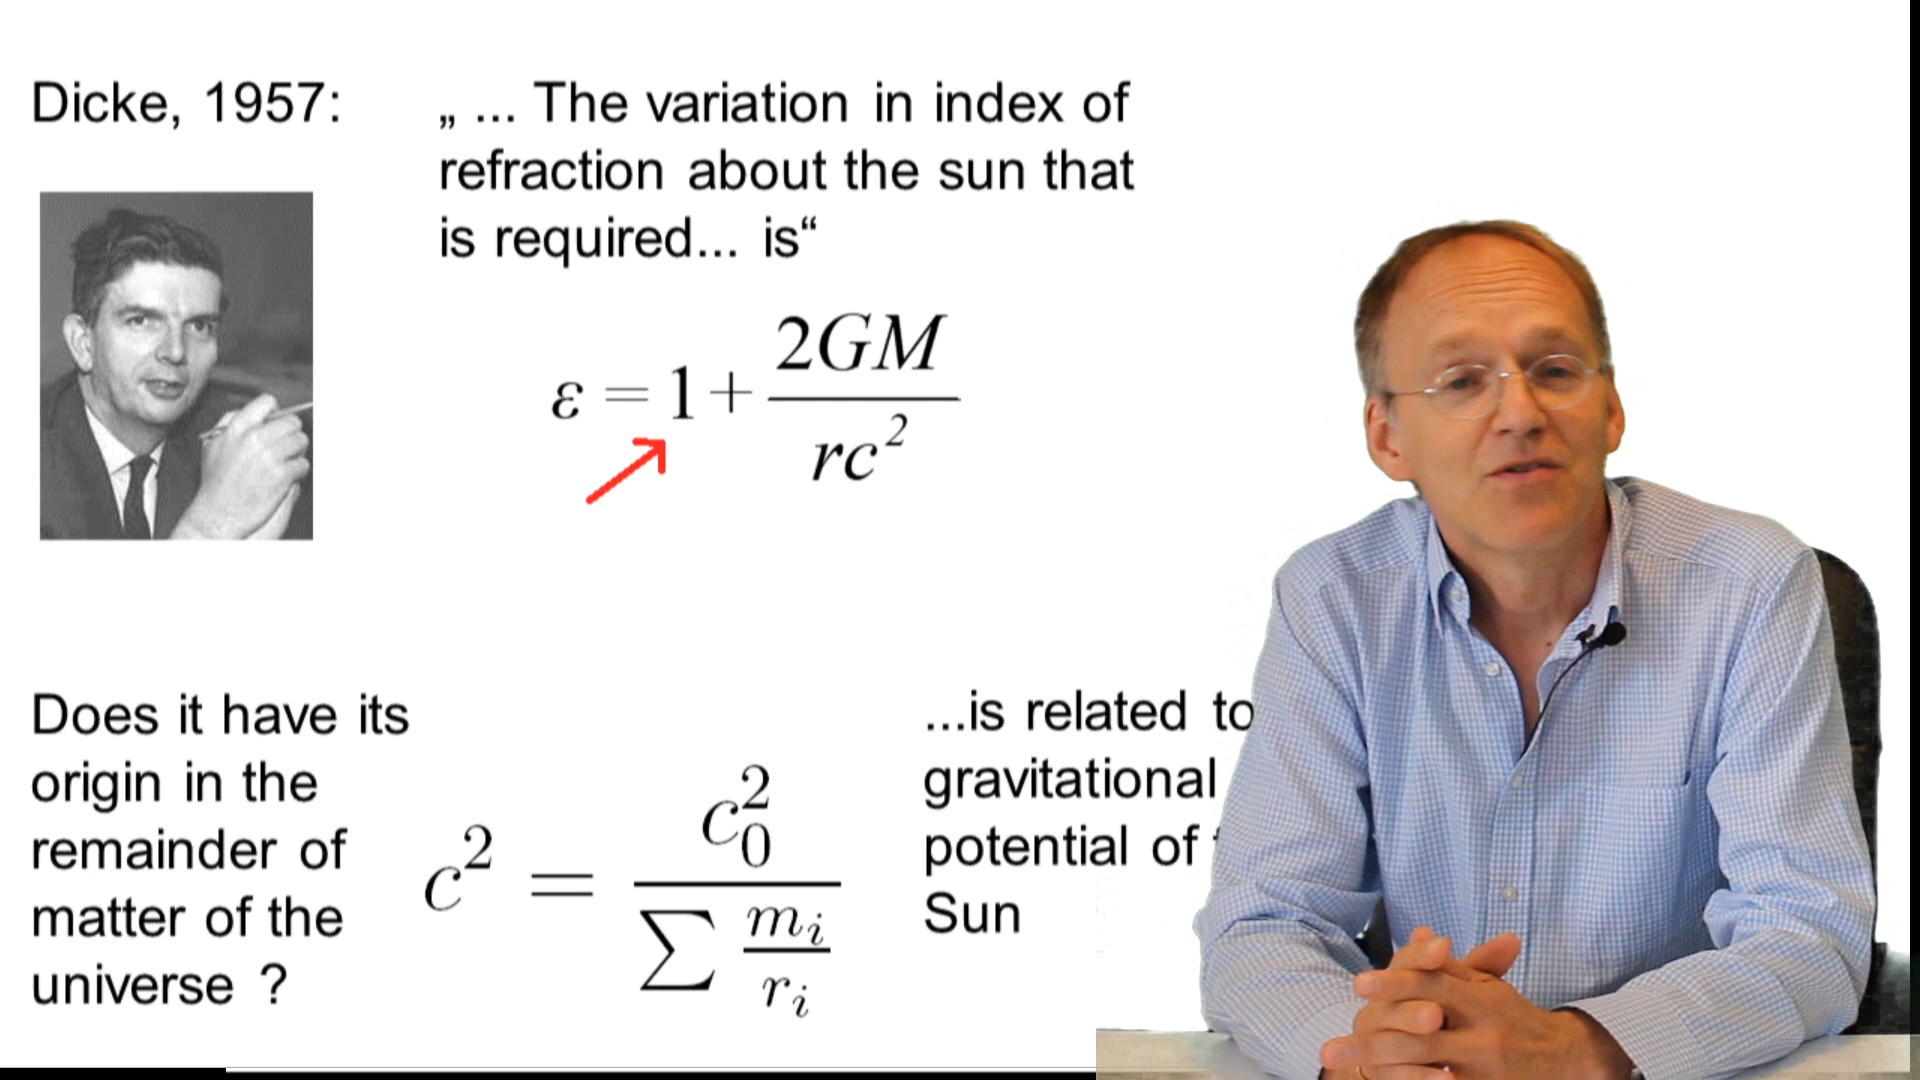 Dicke, 1957:
„ ... The variation in index of
refraction about the sun that
is required... is“
ε = 1 + 2GM / rc²
Does it have its
origin in the
remainder of
matter of the
universe ?
c² = c₀² / ∑ mᵢ / rᵢ
...is related to
gravitational
potential of
Sun